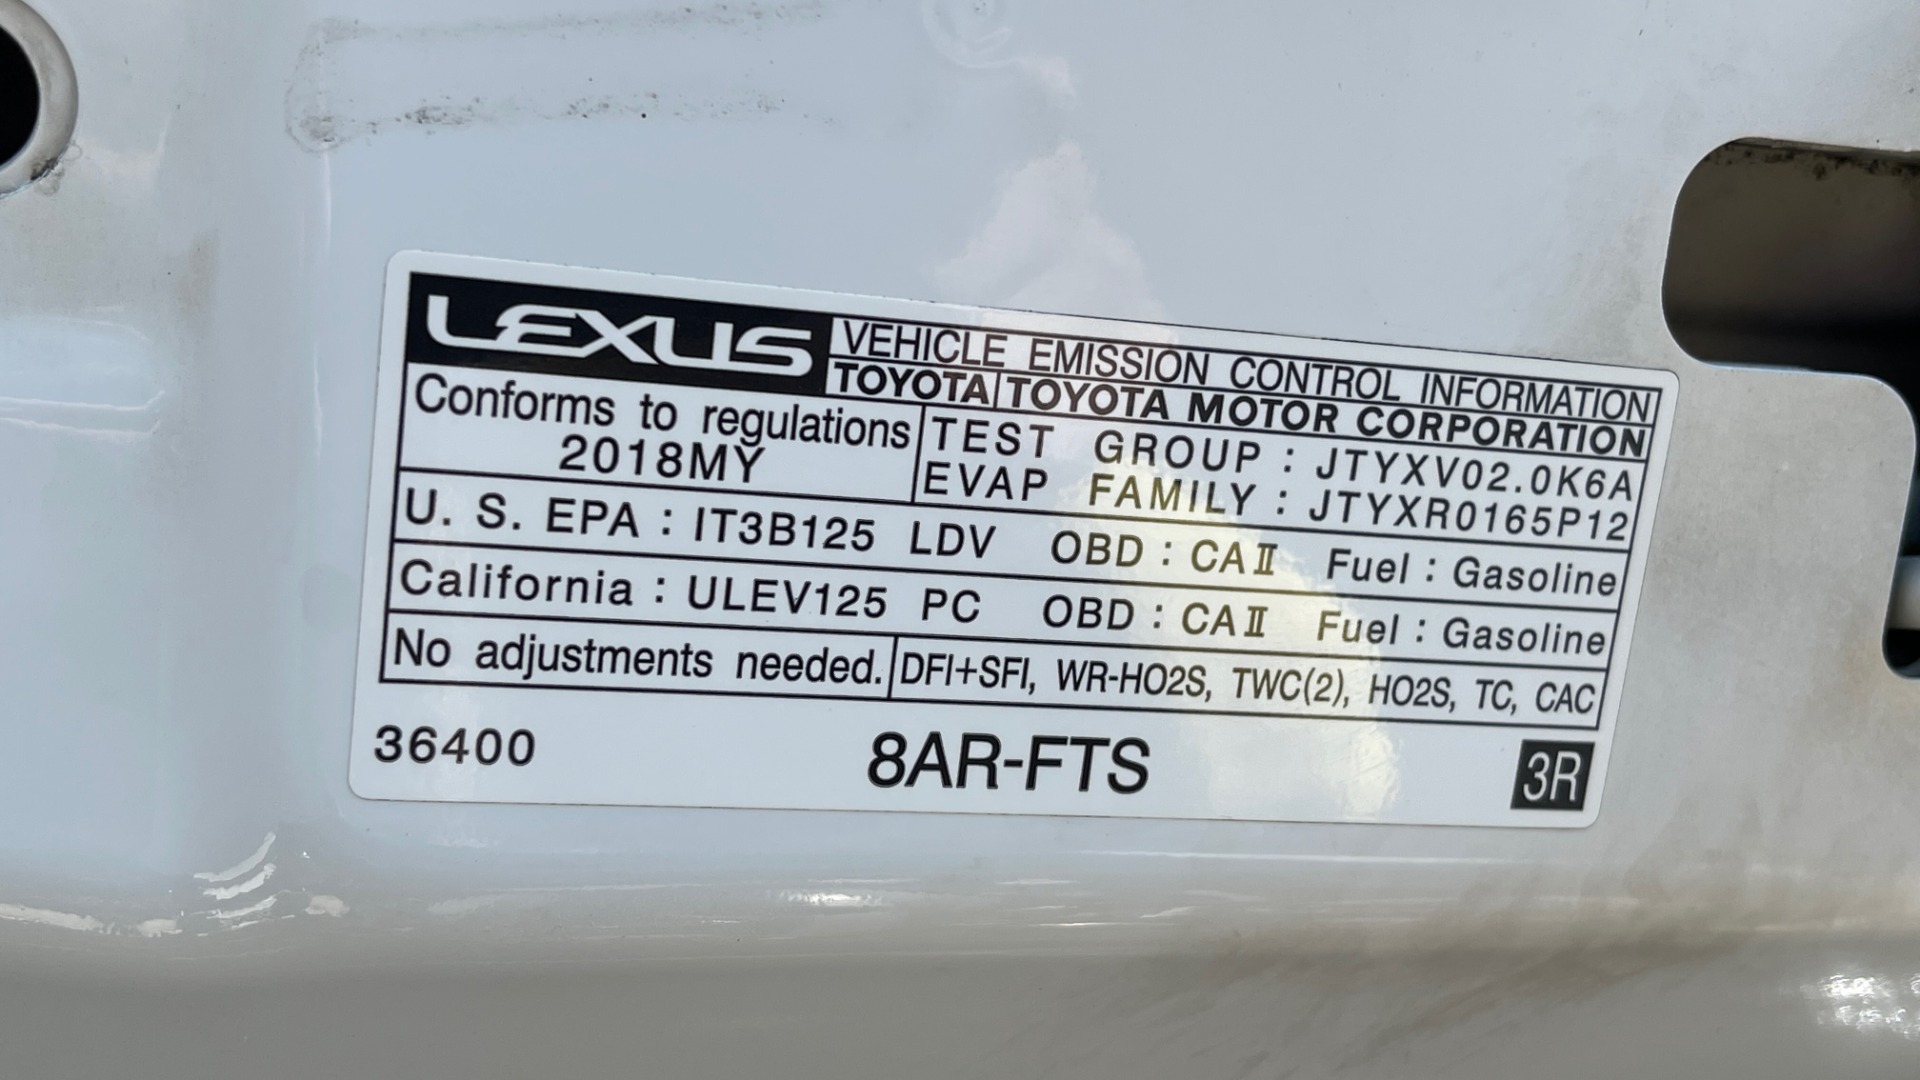 LEXUS VEHICLE EMISSION CONTROL INFORMATION
TOYOTA TOYOTA MOTOR CORPORATION
Conforms to regulations
2018MY
TEST GROUP : JTYXV02.0K6A
EVAP FAMILY : JTYXR0165P12
U. S. EPA : IT3B125 LDV OBD : CAⅡ Fuel : Gasoline
California : ULEV125 PC OBD : CAⅡ Fuel : Gasoline
No adjustments needed. DFI+SFI, WR-HO2S, TWC(2), HO2S, TC, CAC
36400 8AR-FTS 3R